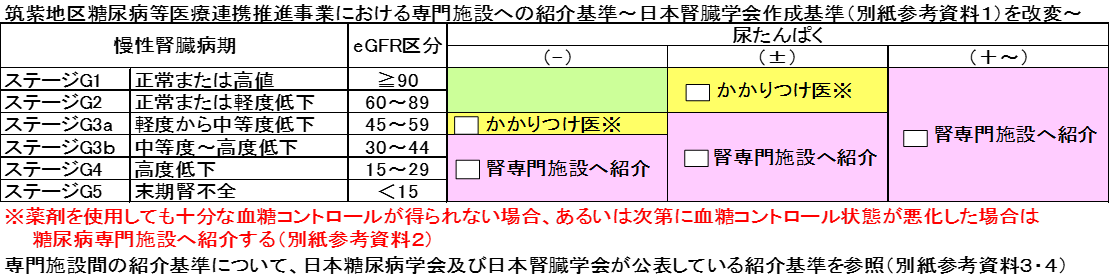 筑紫地区糖尿病等医療連携推進事業における専門施設への紹介基準～日本腎臓学会作成基準(別紙参考資料1)を改変～
慢性腎臓病期 eGFR区分 尿たんぱく
(-) (±) (+～)
ステージG1 正常または高値 ≧90
ステージG2 正常または軽度低下 60～89 かかりつけ医※
ステージG3a 軽度から中等度低下 45～59 かかりつけ医※
ステージG3b 中等度～高度低下 30～44 腎専門施設へ紹介 腎専門施設へ紹介 腎専門施設へ紹介
ステージG4 高度低下 15～29
ステージG5 末期腎不全 <15
※薬剤を使用しても十分な血糖コントロールが得られない場合、あるいは次第に血糖コントロール状態が悪化した場合は
糖尿病専門施設へ紹介する(別紙参考資料2)
専門施設間の紹介基準について、日本糖尿病学会及び日本腎臓学会が公表している紹介基準を参照(別紙参考資料3・4)